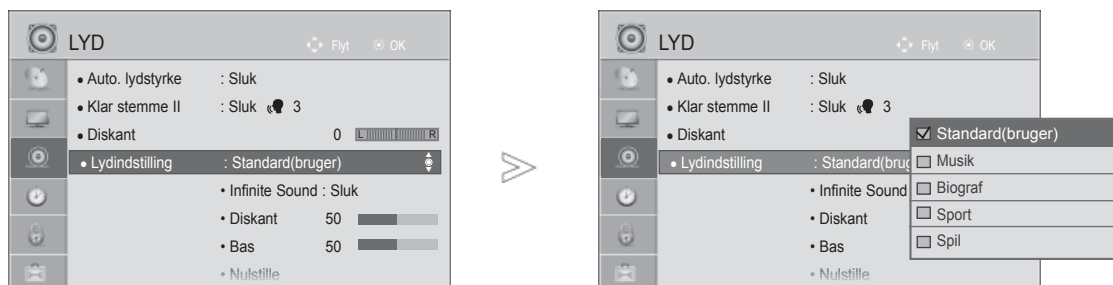 LYD Flyt OK
• Auto. lydstyrke : Sluk
• Klar stemme II : Sluk 3
• Diskant 0 L R
• Lydindstilling : Standard(bruger)
• Infinite Sound : Sluk
• Diskant 50
• Bas 50
• Nulstille
LYD Flyt OK
• Auto. lydstyrke : Sluk
• Klar stemme II : Sluk 3
• Diskant
• Lydindstilling : Standard(brug
• Infinite Sound
• Diskant
• Bas
• Nulstille
Standard(bruger)
Musik
Biograf
Sport
Spil